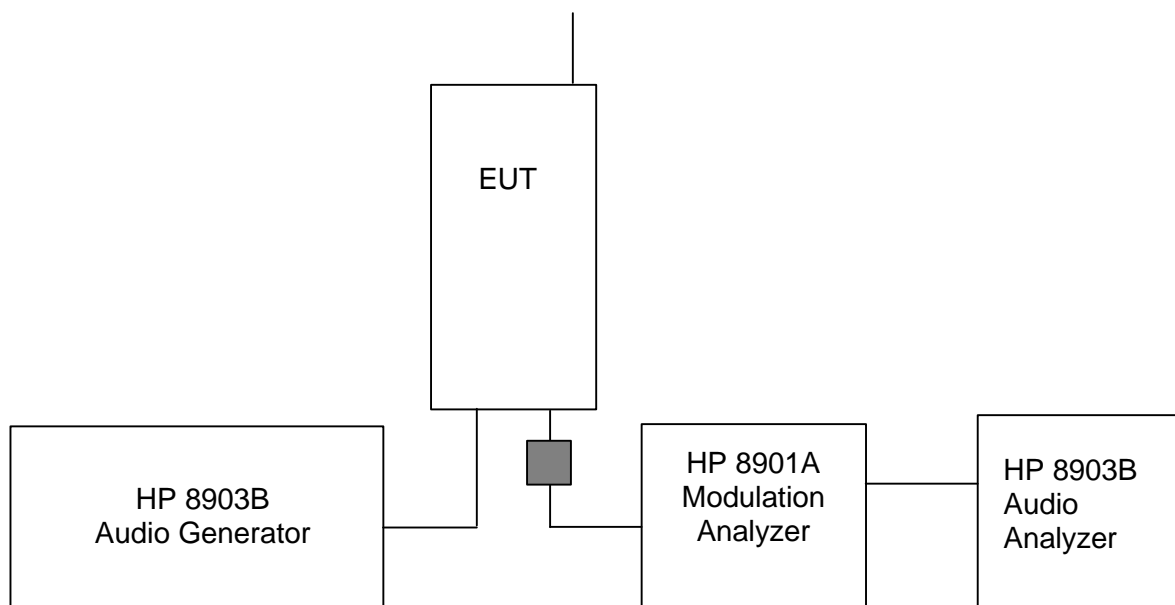 EUT
HP 8903B
Audio Generator
HP 8901A
Modulation
Analyzer
HP 8903B
Audio
Analyzer